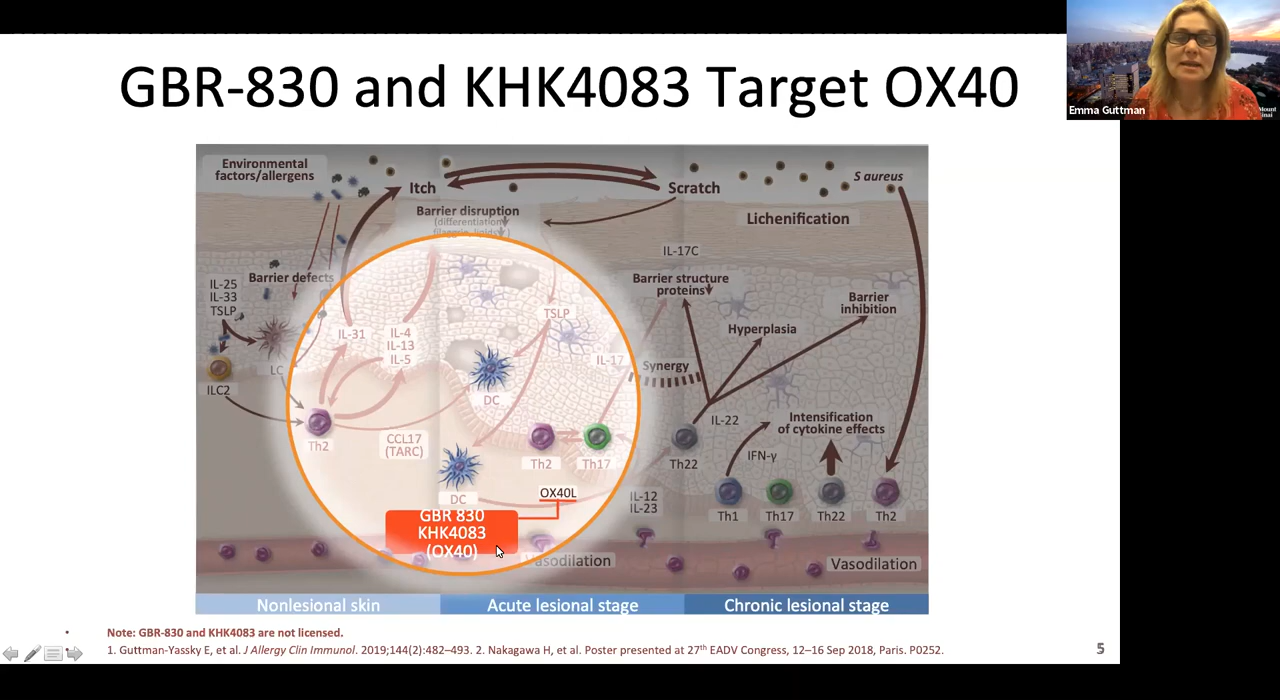 GBR-830 and KHK4083 Target OX40
Emma Guttman
Mount
Sinai
Environmental
factors/allergens
Itch
Scratch
S aureus
Barrier disruption
(differentiation
Lichenification
IL-17C
Barrier defects
IL-25
IL-33
TSLP
Barrier structure
proteins
Barrier
inhibition
Hyperplasia
TSLP
IL-31
IL-4
IL-13
IL-5
IL-17
Synergy
LC
ILC2
DC
IL-22
Intensification
of cytokine effects
Th2
CCL17
(TARC)
Th2
Th17
Th22
IFN-γ
DC
OX40L
IL-12
IL-23
Th1
Th17
Th22
Th2
GBR 830
KHK4083
(OX40)
Vasodilation
Vasodilation
Nonlesional skin
Acute lesional stage
Chronic lesional stage
Note: GBR-830 and KHK4083 are not licensed.
1. Guttman-Yassky E, et al. J Allergy Clin Immunol. 2019;144(2):482–493. 2. Nakagawa H, et al. Poster presented at 27th EADV Congress, 12–16 Sep 2018, Paris. P0252.
5